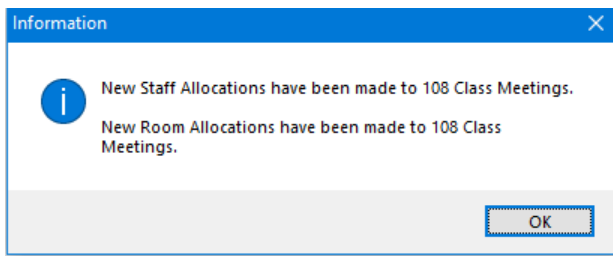 Information
New Staff Allocations have been made to 108 Class Meetings.
New Room Allocations have been made to 108 Class
Meetings.
OK